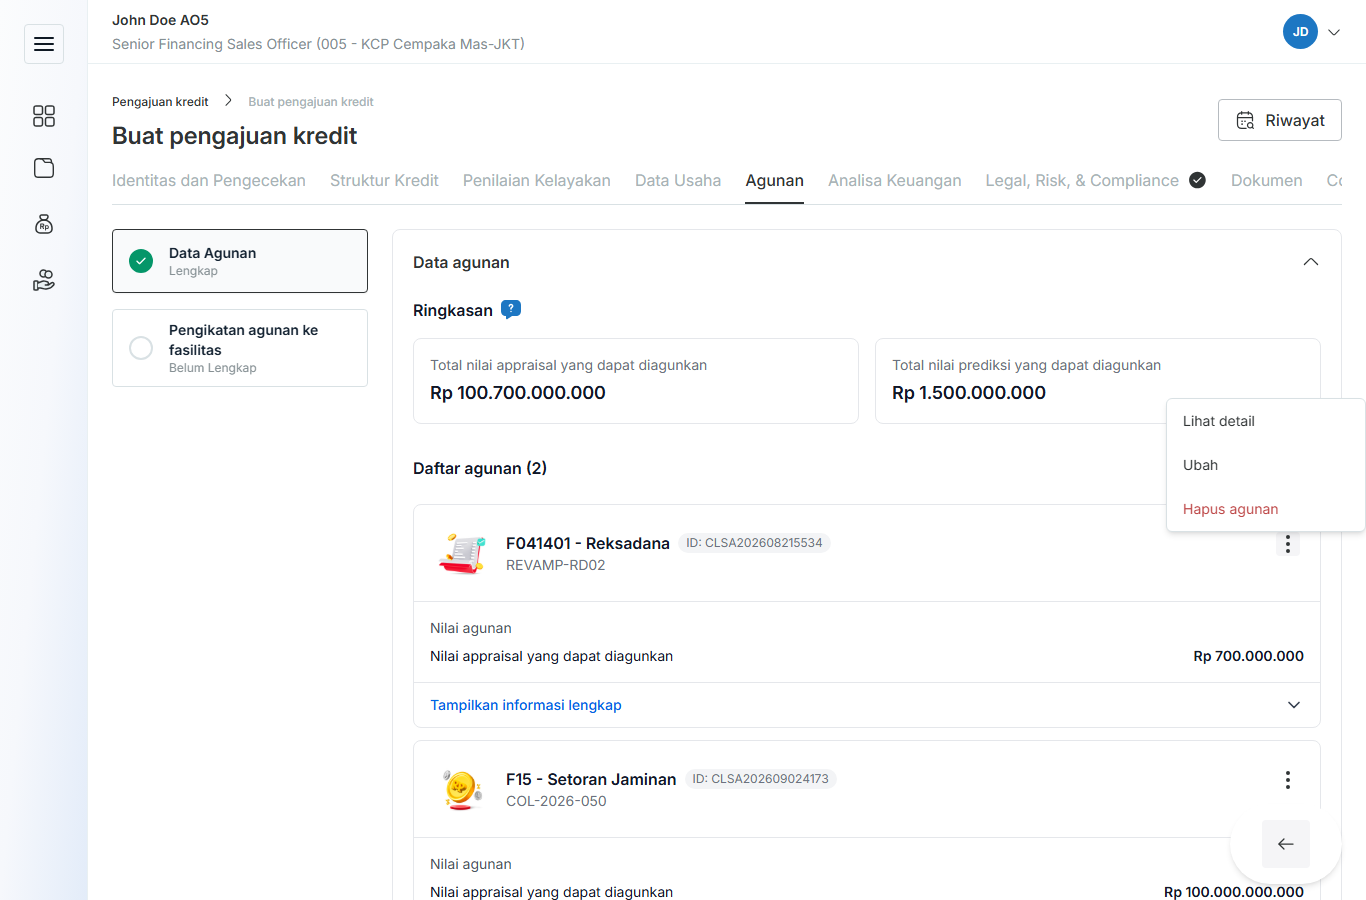 John Doe AO5
Senior Financing Sales Officer (005 - KCP Cempaka Mas-JKT)
JD
Pengajuan kredit
Buat pengajuan kredit
Buat pengajuan kredit
Riwayat
Identitas dan Pengecekan
Struktur Kredit
Penilaian Kelayakan
Data Usaha
Agunan
Analisa Keuangan
Legal, Risk, & Compliance
Dokumen
Data Agunan
Lengkap
Pengikatan agunan ke
fasilitas
Belum Lengkap
Data agunan
Ringkasan
?
Total nilai appraisal yang dapat diagunkan
Rp 100.700.000.000
Total nilai prediksi yang dapat diagunkan
Rp 1.500.000.000
Lihat detail
Ubah
Hapus agunan
Daftar agunan (2)
F041401 - Reksadana
ID: CLSA202608215534
REVAMP-RD02
Nilai agunan
Nilai appraisal yang dapat diagunkan
Rp 700.000.000
Tampilkan informasi lengkap
F15 - Setoran Jaminan
ID: CLSA202609024173
COL-2026-050
Nilai agunan
Nilai appraisal yang dapat diagunkan
Rp 100.000.000.000